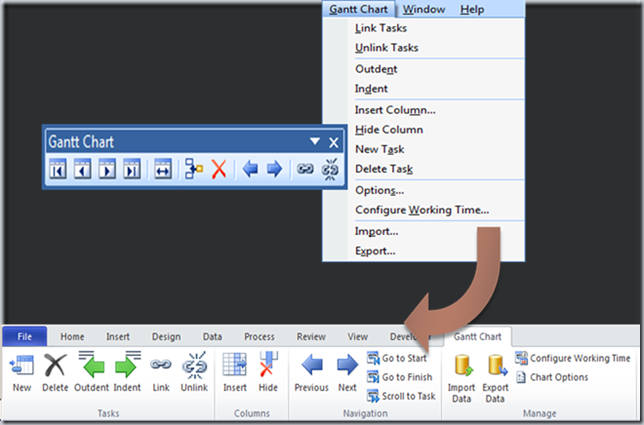 Gantt Chart Window Help
Link Tasks
Unlink Tasks
Outdent
Indent
Insert Column...
Hide Column
New Task
Delete Task
Options...
Configure Working Time...
Import...
Export...
Gantt Chart
File Home Insert Design Data Process Review View Gantt Chart
New Delete Outdent Indent Link Unlink
Tasks
Insert Hide
Columns
Previous Next
Go to Start
Go to Finish
Scroll to Task
Navigation
Import Data
Export Data
Configure Working Time
Chart Options
Manage